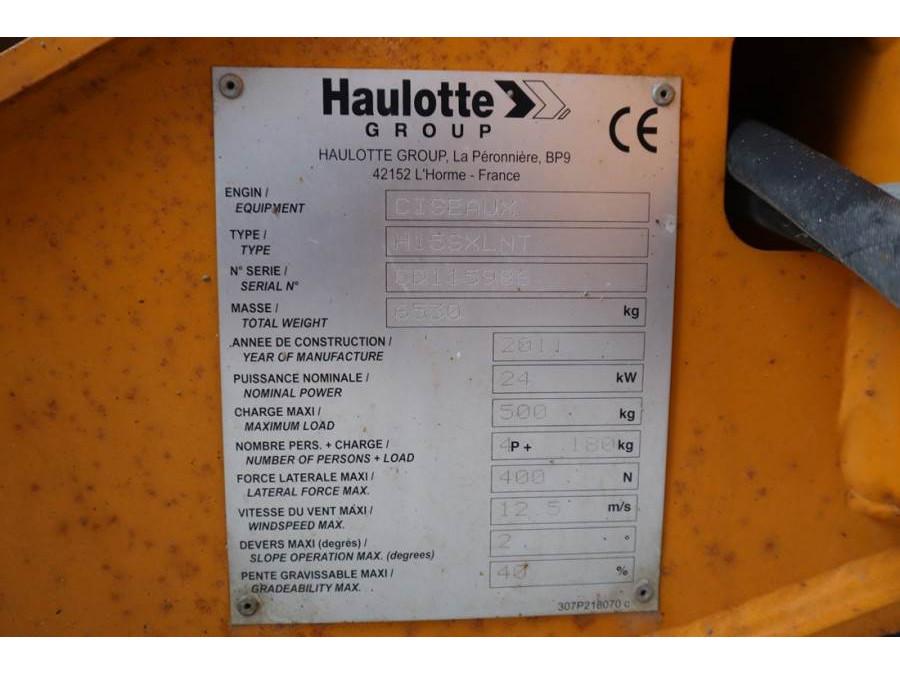 Haulotte
GROUP
CE
HAULOTTE GROUP, La Péronnière, BP9
42152 L'Horme - France
ENGIN / CISEAUX
EQUIPMENT
TYPE / H15SXLNT
TYPE
N° SERIE /
SERIAL N°
MASSE / 6530 kg
TOTAL WEIGHT
ANNEE DE CONSTRUCTION / 2011
YEAR OF MANUFACTURE
PUISSANCE NOMINALE / 24 kW
NOMINAL POWER
CHARGE MAXI / 500 kg
MAXIMUM LOAD
NOMBRE PERS. + CHARGE / 4P + 180kg
NUMBER OF PERSONS + LOAD
FORCE LATERALE MAXI / 400 N
LATERAL FORCE MAX.
VITESSE DU VENT MAXI / 12 5 m/s
WINDSPEED MAX.
DEVERS MAXI (degrès) / 2 °
SLOPE OPERATION MAX. (degrees)
PENTE GRAVISSABLE MAXI / 40 %
GRADEABILITY MAX.
307P218070 c